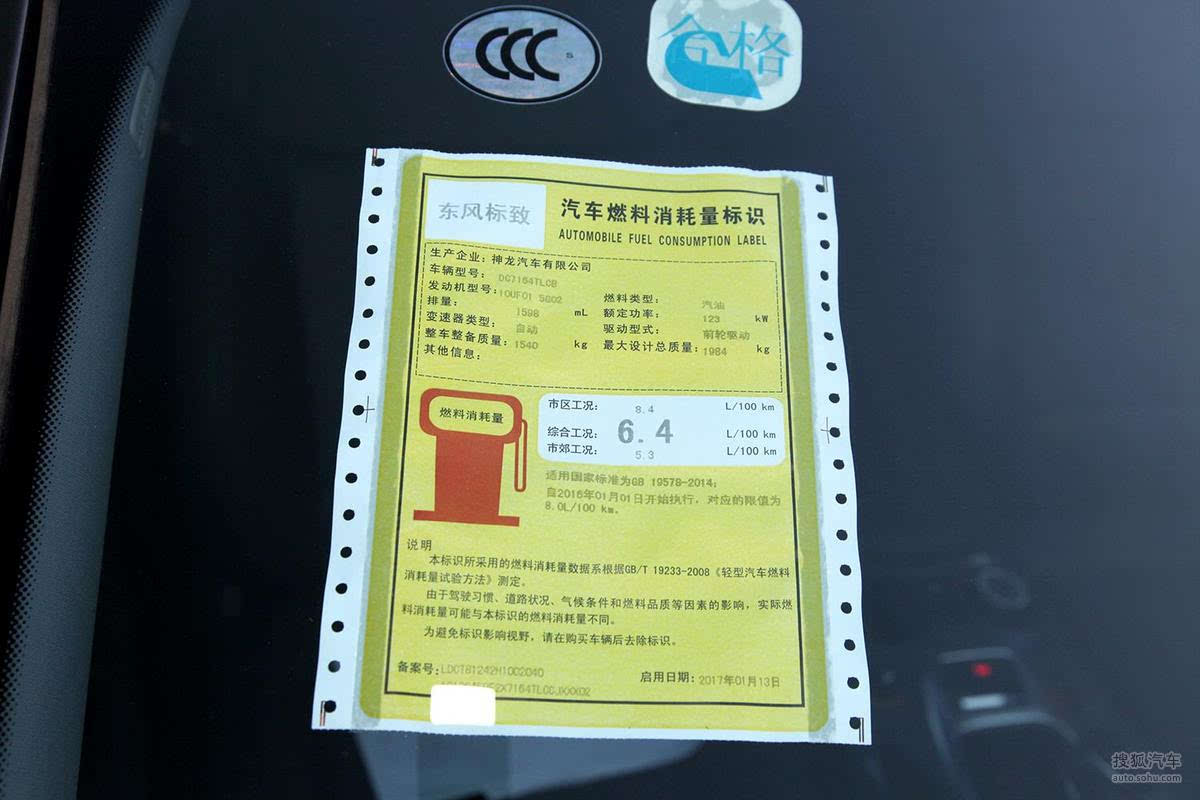 CCC S
合格
东风标致
汽车燃料消耗量标识
AUTOMOBILE FUEL CONSUMPTION LABEL
生产企业：神龙汽车有限公司
车辆型号： DC7164TLCB
发动机型号：10UF01 5G02 燃料类型： 汽油
排量： 1598 mL 额定功率： 123 kW
变速器类型： 自动 驱动型式： 前轮驱动
整车整备质量：1540 kg 最大设计总质量：1984 kg
其他信息：
燃料消耗量
市区工况： 8.4 L/100 km
综合工况： 6.4 L/100 km
市郊工况： 5.3 L/100 km
适用国家标准为GB 19578-2014；
自2016年01月01日开始执行，对应的限值为
8.0L/100 km。
说明
本标识所采用的燃料消耗量数据系根据GB/T 19233-2008《轻型汽车燃料
消耗量试验方法》测定。
由于驾驶习惯、道路状况、气候条件和燃料品质等因素的影响，实际燃
料消耗量可能与本标识的燃料消耗量不同。
为避免标识影响视野，请在购买车辆后去除标识。
备案号：LDCT81242H1002040 启用日期：2017年01月13日
搜狐汽车
auto.sohu.com